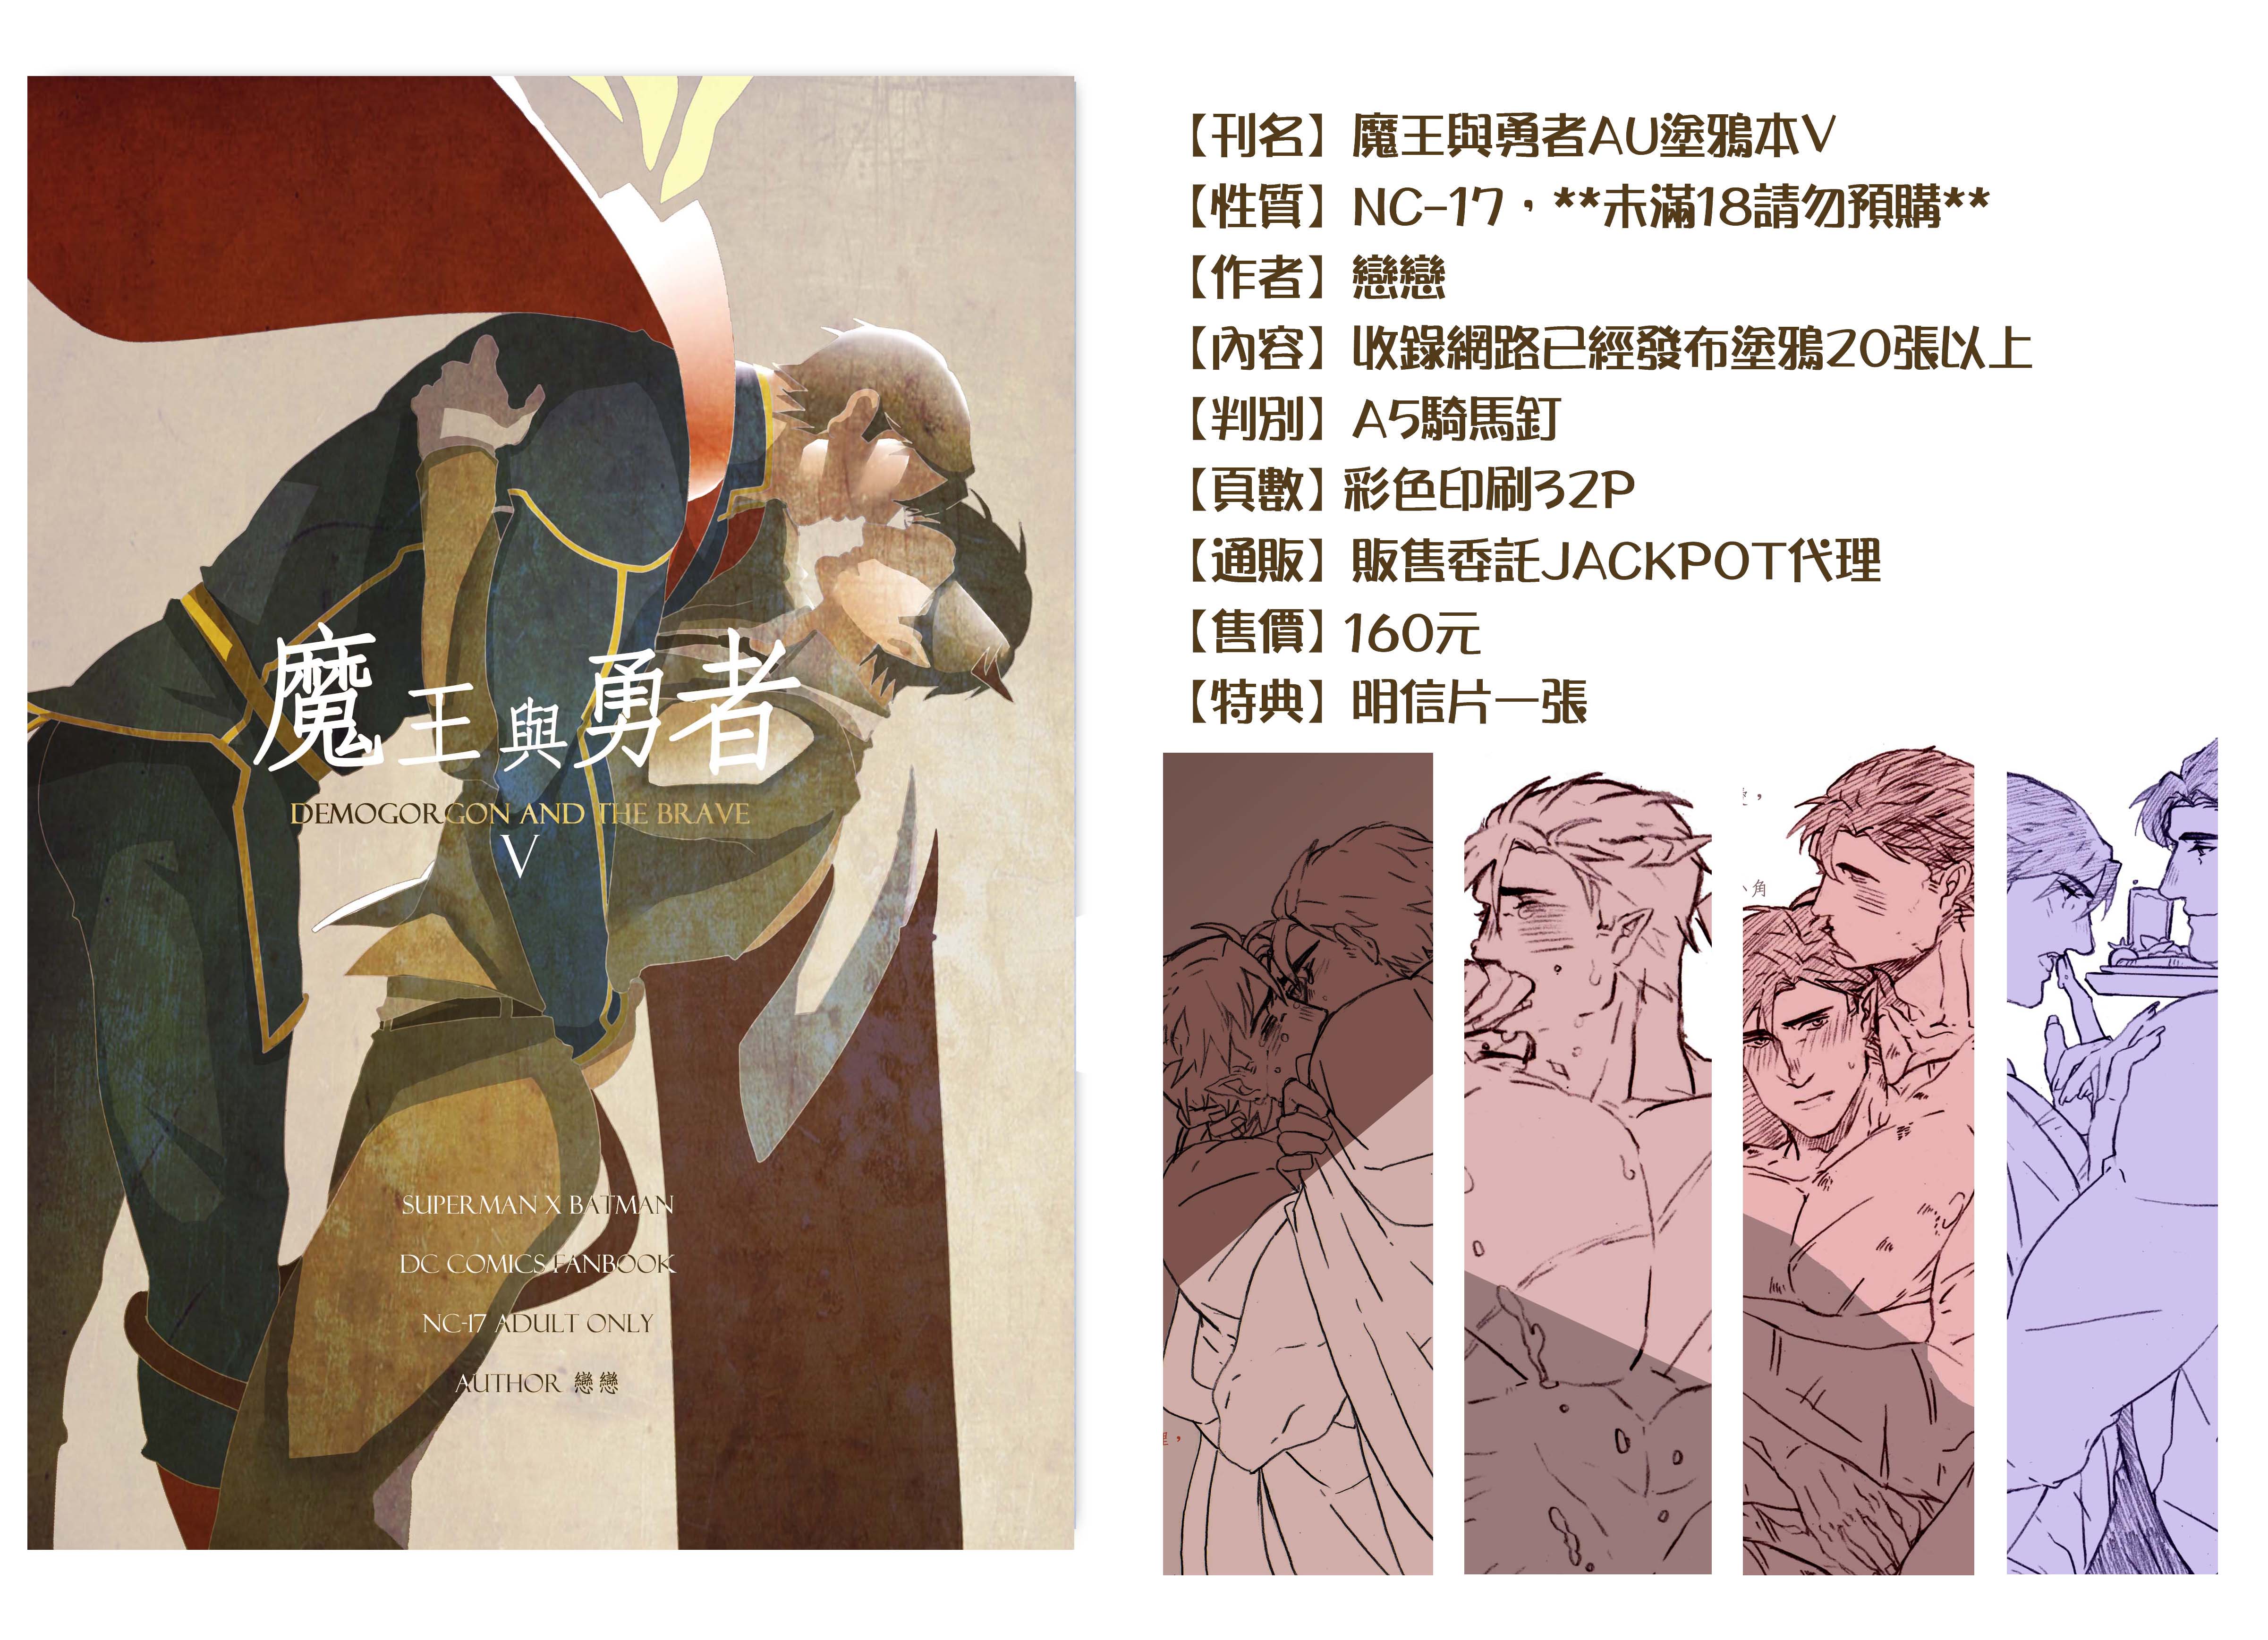 魔王與勇者
DEMOGORGON AND THE BRAVE
V
SUPERMAN X BATMAN
DC COMICS FANBOOK
NC-17 ADULT ONLY
AUTHOR 戀戀
【刊名】魔王與勇者AU塗鴉本V
【性質】NC-17，**未滿18請勿預購**
【作者】戀戀
【內容】收錄網路已經發布塗鴉20張以上
【判別】A5騎馬釘
【頁數】彩色印刷32P
【通販】販售委託JACKPOT代理
【售價】160元
【特典】明信片一張
小角